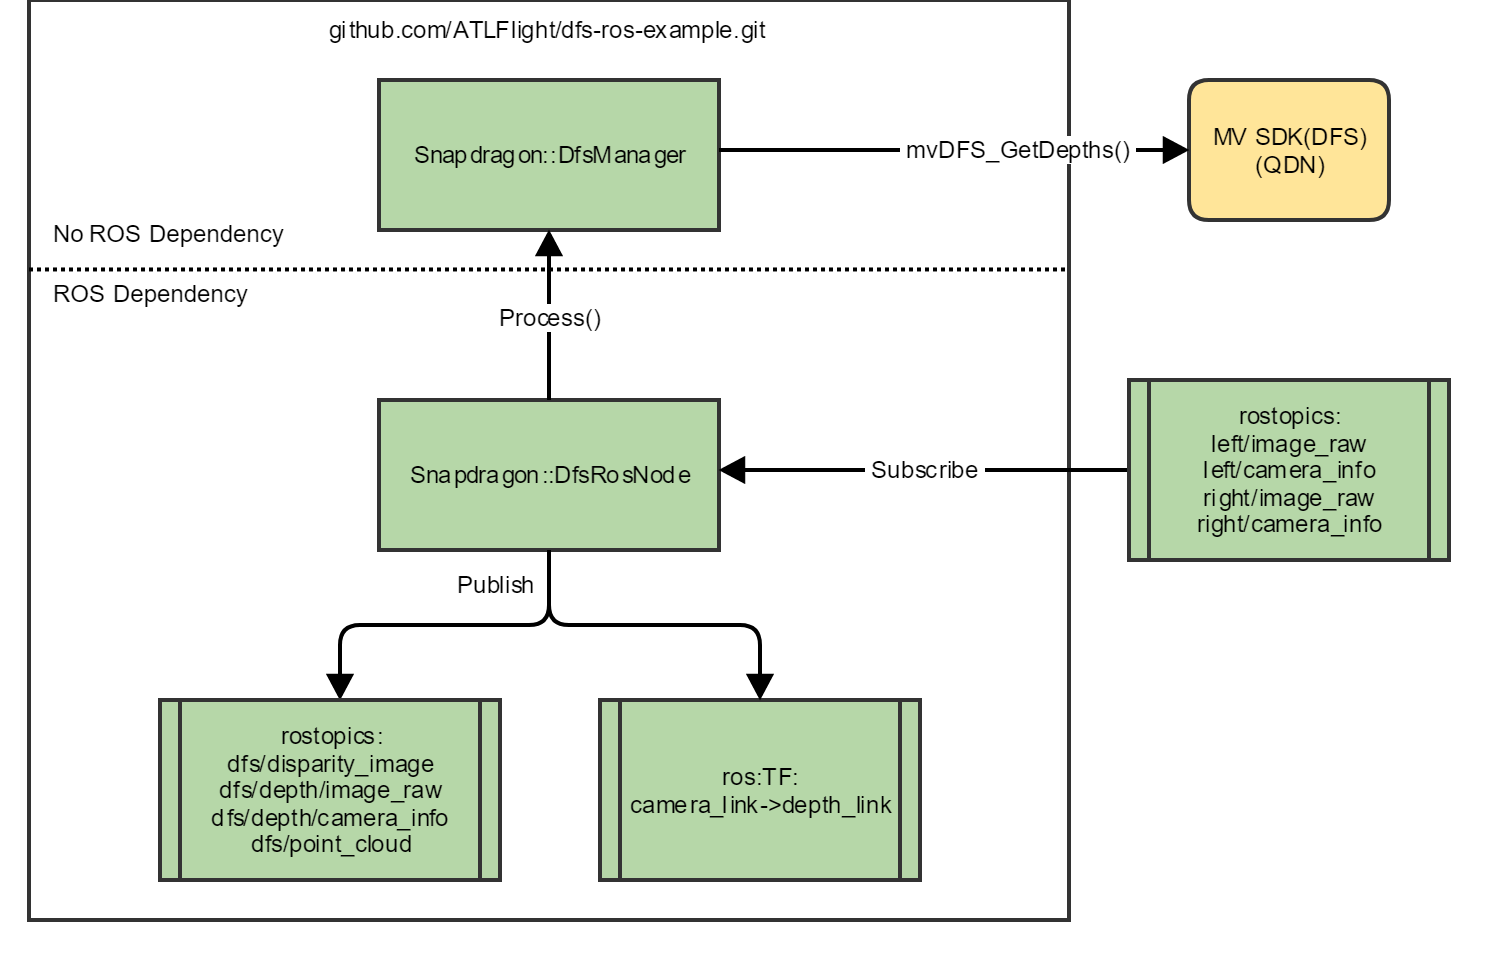 github.com/ATLFlight/dfs-ros-example.git
Snapdragon::DfsManager
mvDFS_GetDepths()
MV SDK(DFS)
(QDN)
No ROS Dependency
ROS Dependency
Process()
Snapdragon::DfsRosNode
Subscribe
rostopics:
left/image_raw
left/camera_info
right/image_raw
right/camera_info
Publish
rostopics:
dfs/disparity_image
dfs/depth/image_raw
dfs/depth/camera_info
dfs/point_cloud
ros:TF:
camera_link->depth_link